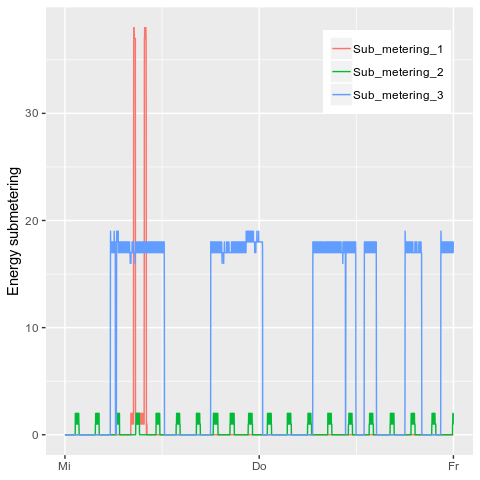 Sub_metering_1
Sub_metering_2
Sub_metering_3
Energy submetering
30
20
10
0
Mi Do Fr